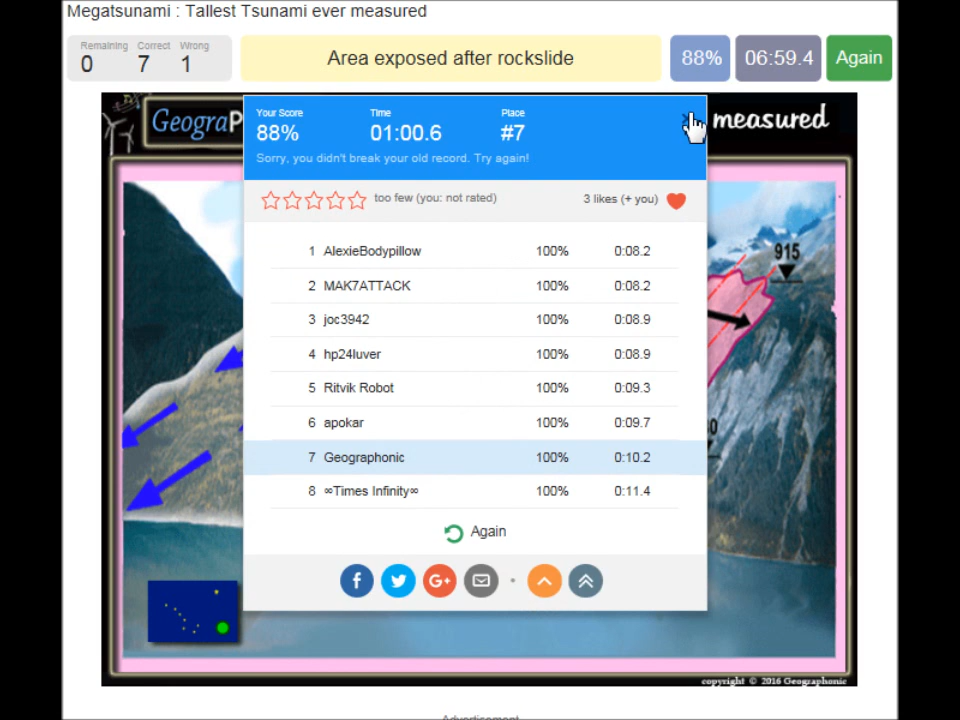 Megatsunami : Tallest Tsunami ever measured
Remaining Correct Wrong
0 7 1
Area exposed after rockslide
88%
06:59.4
Again
GeograP
measured
Your Score Time Place
88% 01:00.6 #7
Sorry, you didn't break your old record. Try again!
too few (you: not rated) 3 likes (+ you)
1 AlexieBodypillow 100% 0:08.2
2 MAK7ATTACK 100% 0:08.2
3 joc3942 100% 0:08.9
4 hp24luver 100% 0:08.9
5 Ritvik Robot 100% 0:09.3
6 apokar 100% 0:09.7
7 Geographonic 100% 0:10.2
8 ∞Times Infinity∞ 100% 0:11.4
Again
f G+
915
copyright © 2016 Geographonic
Advertisement